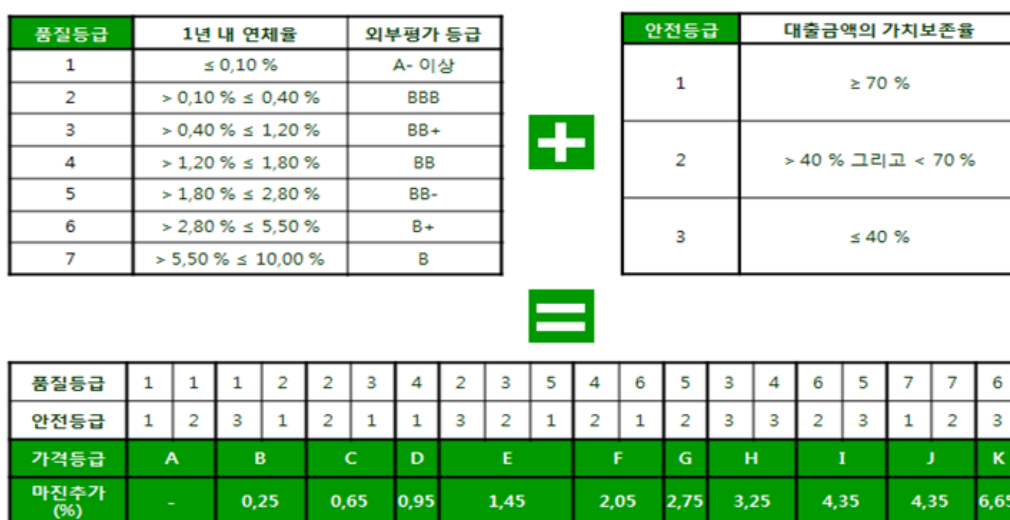 품질등급 1년 내 연체율 외부평가 등급
1 ≤ 0,10 % A- 이상
2 > 0,10 % ≤ 0,40 % BBB
3 > 0,40 % ≤ 1,20 % BB+
4 > 1,20 % ≤ 1,80 % BB
5 > 1,80 % ≤ 2,80 % BB-
6 > 2,80 % ≤ 5,50 % B+
7 > 5,50 % ≤ 10,00 % B
+
안전등급 대출금액의 가치보존율
1 ≥ 70 %
2 > 40 % 그리고 < 70 %
3 ≤ 40 %
=
품질등급 1 1 1 2 2 3 4 2 3 5 4 6 5 3 4 6 5 7 7 6
안전등급 1 2 3 1 2 1 1 3 2 1 2 1 2 3 3 2 3 1 2 3
가격등급 A B C D E F G H I J K
마진추가 (%) - 0,25 0,65 0,95 1,45 2,05 2,75 3,25 4,35 4,35 6,65